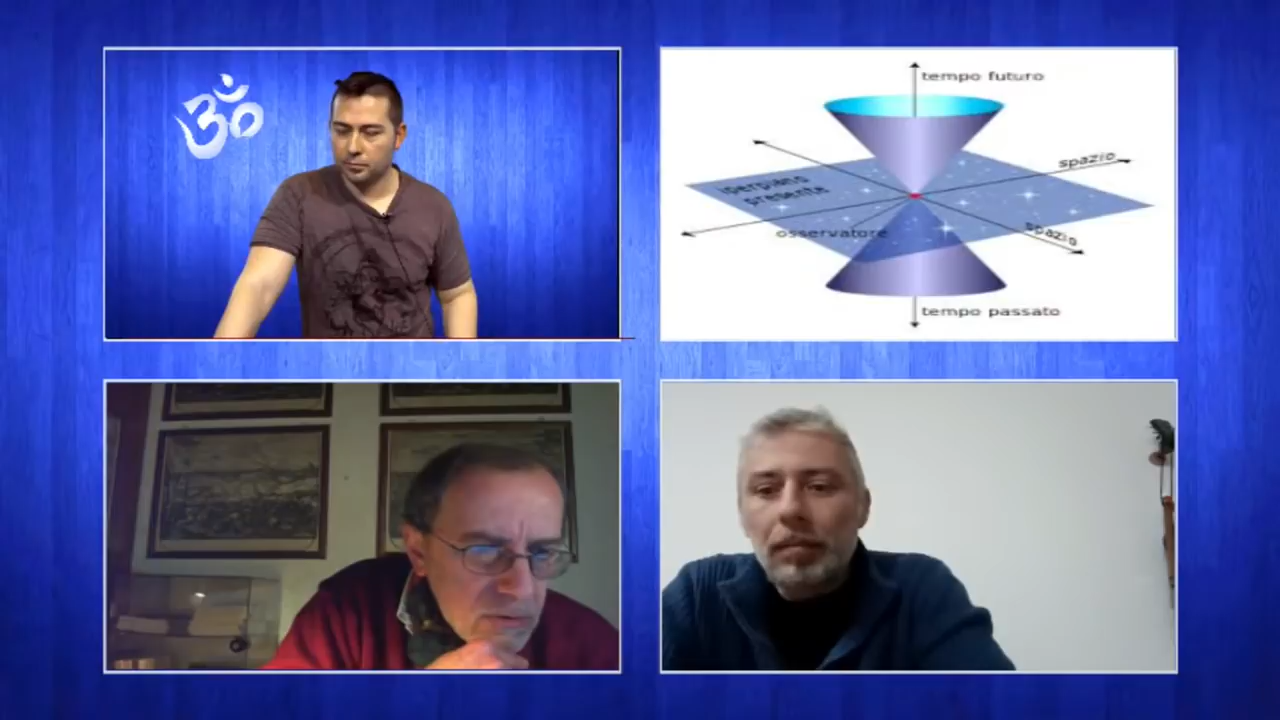 ॐ
tempo futuro
spazio
iperpiano
presente
osservatore
spazio
tempo passato